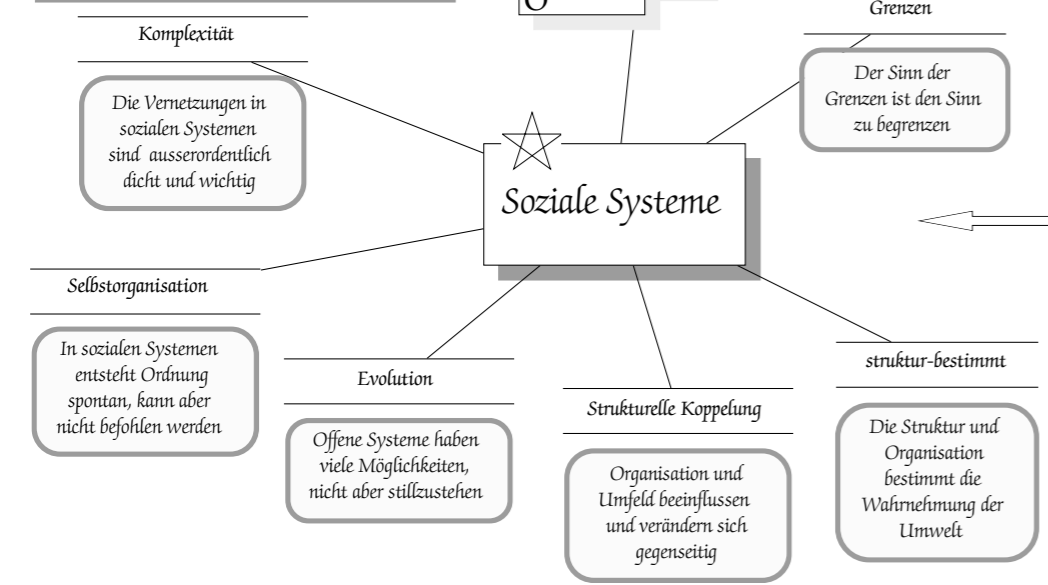 Komplexität
Die Vernetzungen in
sozialen Systemen
sind ausserordentlich
dicht und wichtig
Grenzen
Der Sinn der
Grenzen ist den Sinn
zu begrenzen
Soziale Systeme
Selbstorganisation
In sozialen Systemen
entsteht Ordnung
spontan, kann aber
nicht befohlen werden
Evolution
Offene Systeme haben
viele Möglichkeiten,
nicht aber stillzustehen
Strukturelle Koppelung
Organisation und
Umfeld beeinflussen
und verändern sich
gegenseitig
struktur-bestimmt
Die Struktur und
Organisation
bestimmt die
Wahrnehmung der
Umwelt